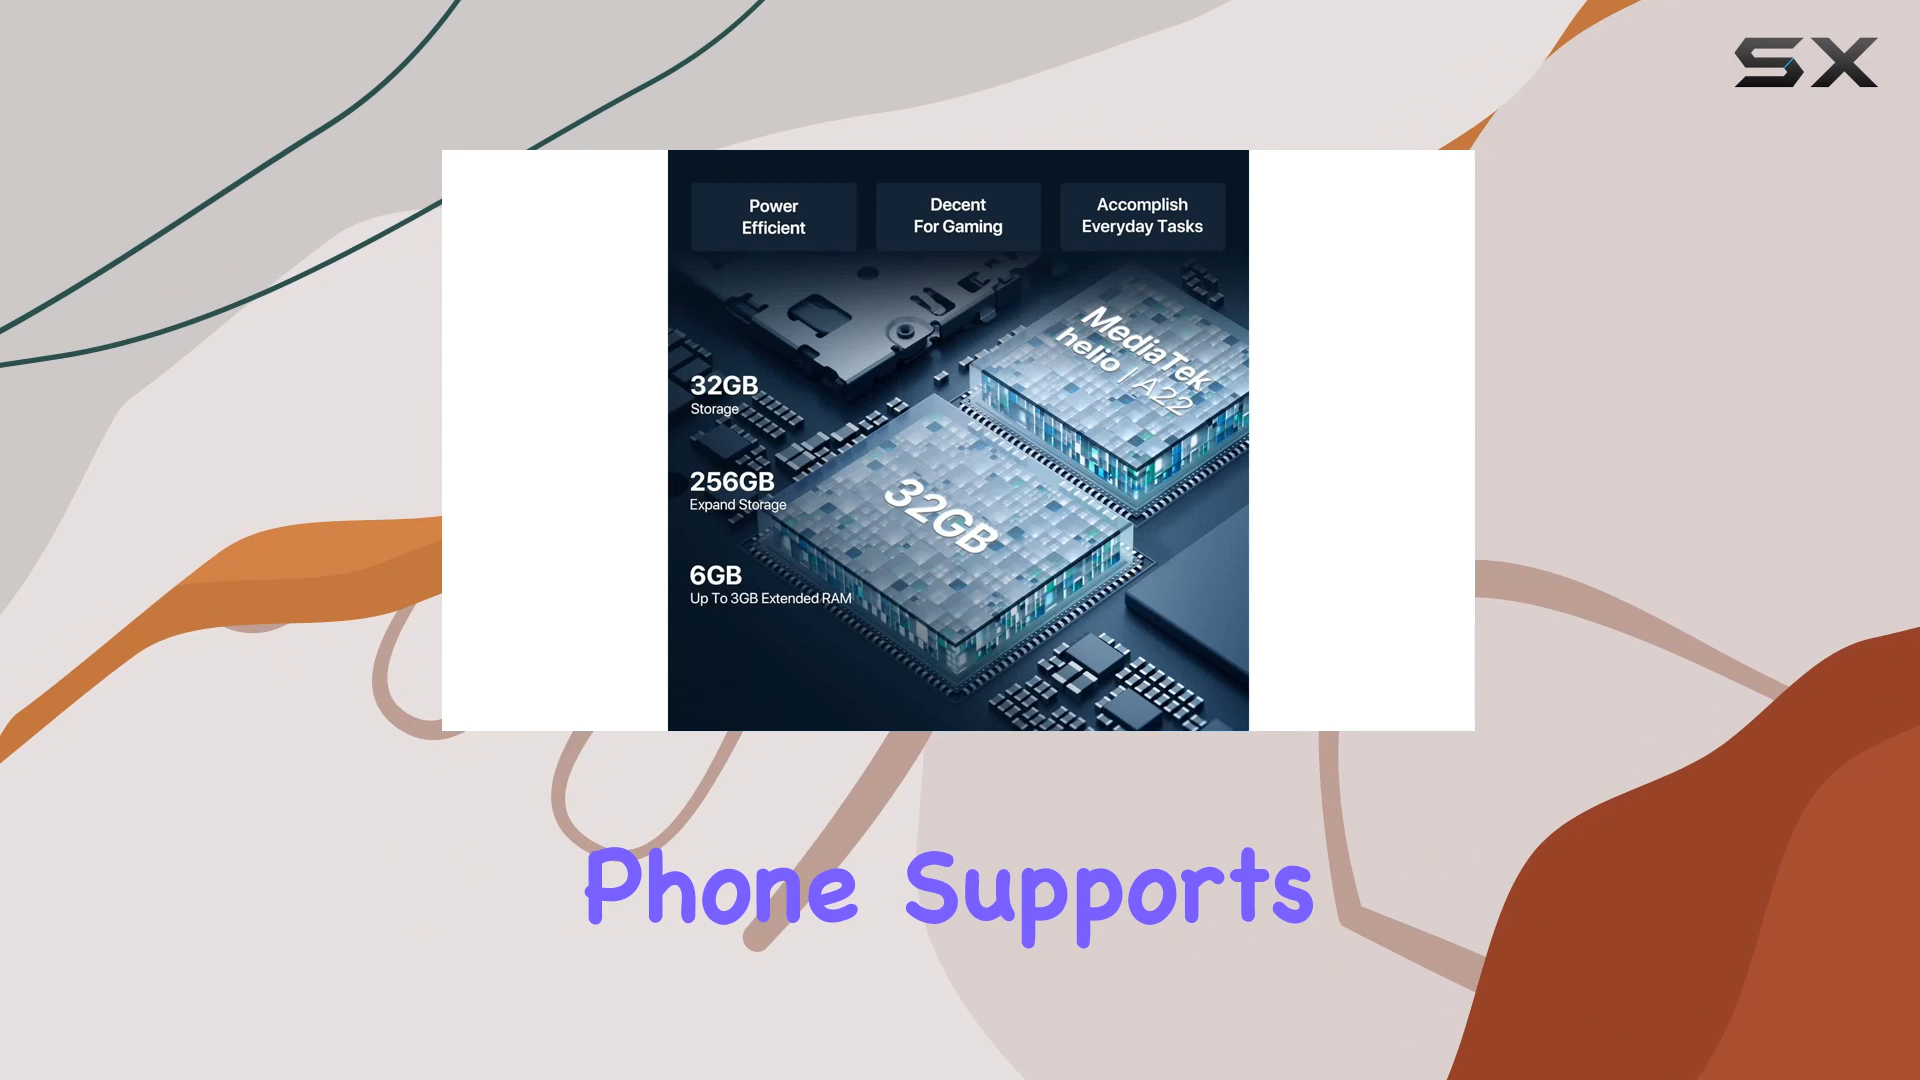 SX
Power
Efficient
Decent
For Gaming
Accomplish
Everyday Tasks
MediaTek
helio | A22
32GB
Storage
256GB
Expand Storage
32GB
6GB
Up To 3GB Extended RAM
Phone Supports